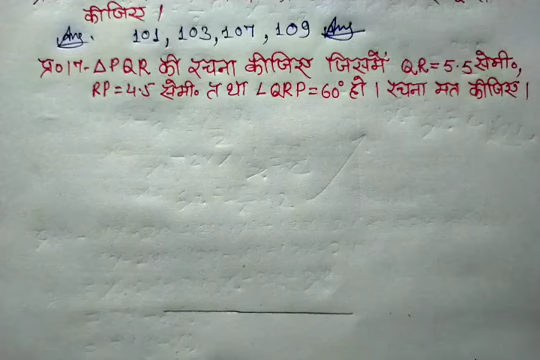 कीजिए।
Ans. 101, 103, 107, 109 Ans
प्र०17- ΔPQR की रचना कीजिए जिसमें QR=5.5 सेमी०,
RP=4.5 सेमी० तथा ∠QRP=60° हो। रचना मत कीजिए।